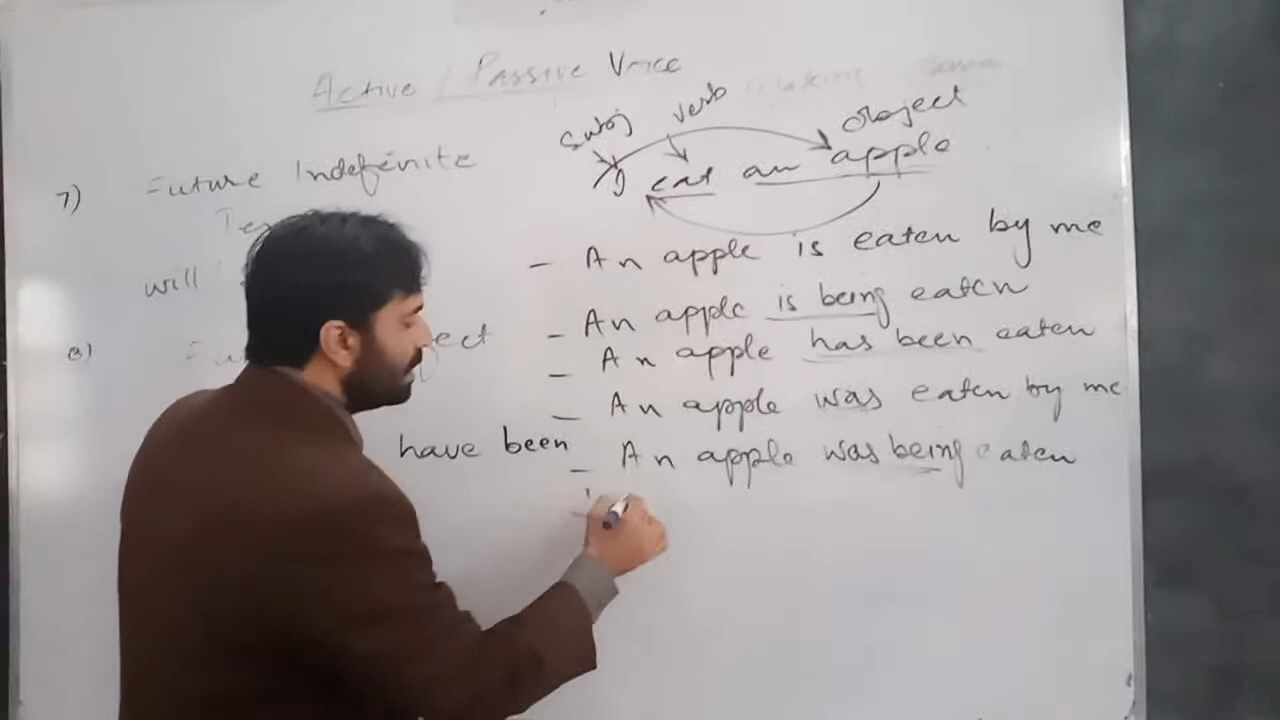 Active / Passive Voice
Subj verb object
7) Future Indefinite
I eat an apple
will
- An apple is eaten by me
- An apple is being eaten
8) ect
- An apple has been eaten
- An apple was eaten by me
have been
- An apple was being eaten